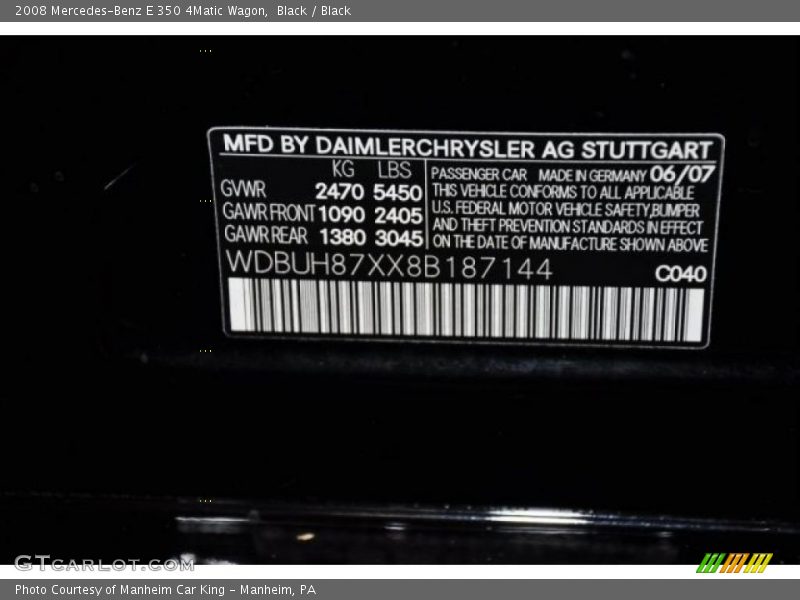 2008 Mercedes-Benz E 350 4Matic Wagon, Black / Black
MFD BY DAIMLERCHRYSLER AG STUTTGART
KG LBS
GVWR 2470 5450
GAWR FRONT 1090 2405
GAWR REAR 1380 3045
PASSENGER CAR MADE IN GERMANY 06/07
THIS VEHICLE CONFORMS TO ALL APPLICABLE
U.S. FEDERAL MOTOR VEHICLE SAFETY,BUMPER
AND THEFT PREVENTION STANDARDS IN EFFECT
ON THE DATE OF MANUFACTURE SHOWN ABOVE
WDBUH87XX8B187144
C040
GTcarlot.com
Photo Courtesy of Manheim Car King - Manheim, PA